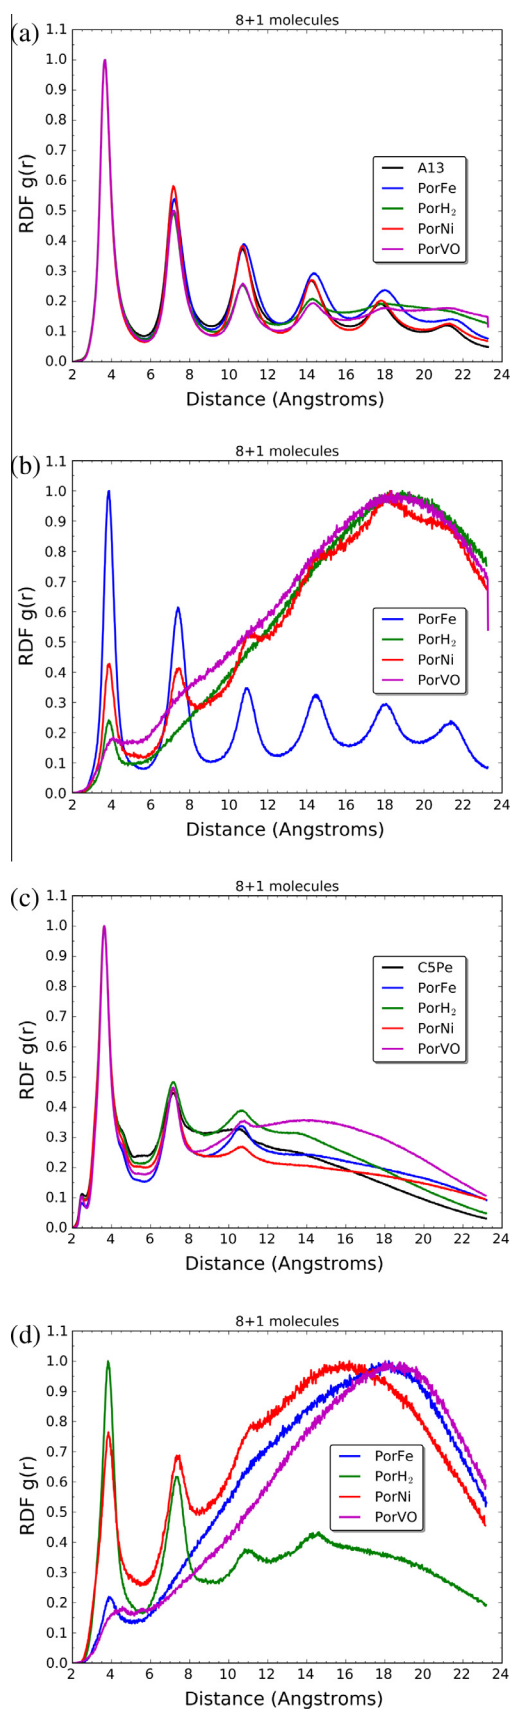 (a)
8+1 molecules
RDF g(r)
1.1
1.0
0.9
0.8
0.7
0.6
0.5
0.4
0.3
0.2
0.1
0.0
A13
PorFe
PorH₂
PorNi
PorVO
2 4 6 8 10 12 14 16 18 20 22 24
Distance (Angstroms)
(b)
8+1 molecules
RDF g(r)
1.1
1.0
0.9
0.8
0.7
0.6
0.5
0.4
0.3
0.2
0.1
0.0
PorFe
PorH₂
PorNi
PorVO
2 4 6 8 10 12 14 16 18 20 22 24
Distance (Angstroms)
(c)
8+1 molecules
RDF g(r)
1.1
1.0
0.9
0.8
0.7
0.6
0.5
0.4
0.3
0.2
0.1
0.0
C5Pe
PorFe
PorH₂
PorNi
PorVO
2 4 6 8 10 12 14 16 18 20 22 24
Distance (Angstroms)
(d)
8+1 molecules
RDF g(r)
1.1
1.0
0.9
0.8
0.7
0.6
0.5
0.4
0.3
0.2
0.1
0.0
PorFe
PorH₂
PorNi
PorVO
2 4 6 8 10 12 14 16 18 20 22 24
Distance (Angstroms)